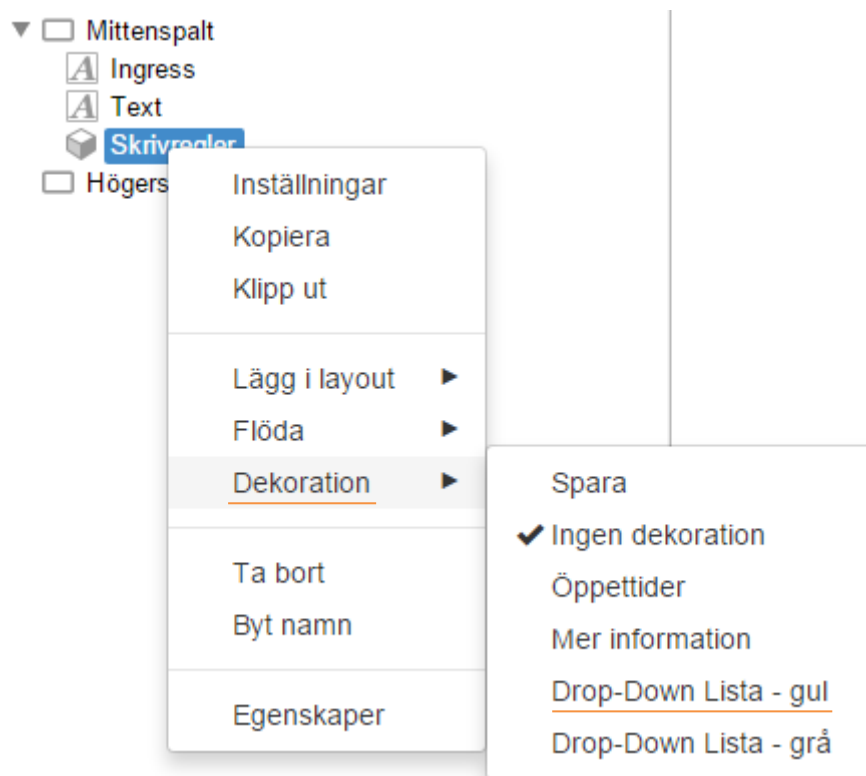 Mittenspalt
Ingress
Text
Skrivregler
Högers
Inställningar
Kopiera
Klipp ut
Lägg i layout
Flöda
Dekoration
Ta bort
Byt namn
Egenskaper
Spara
Ingen dekoration
Öppettider
Mer information
Drop-Down Lista - gul
Drop-Down Lista - grå